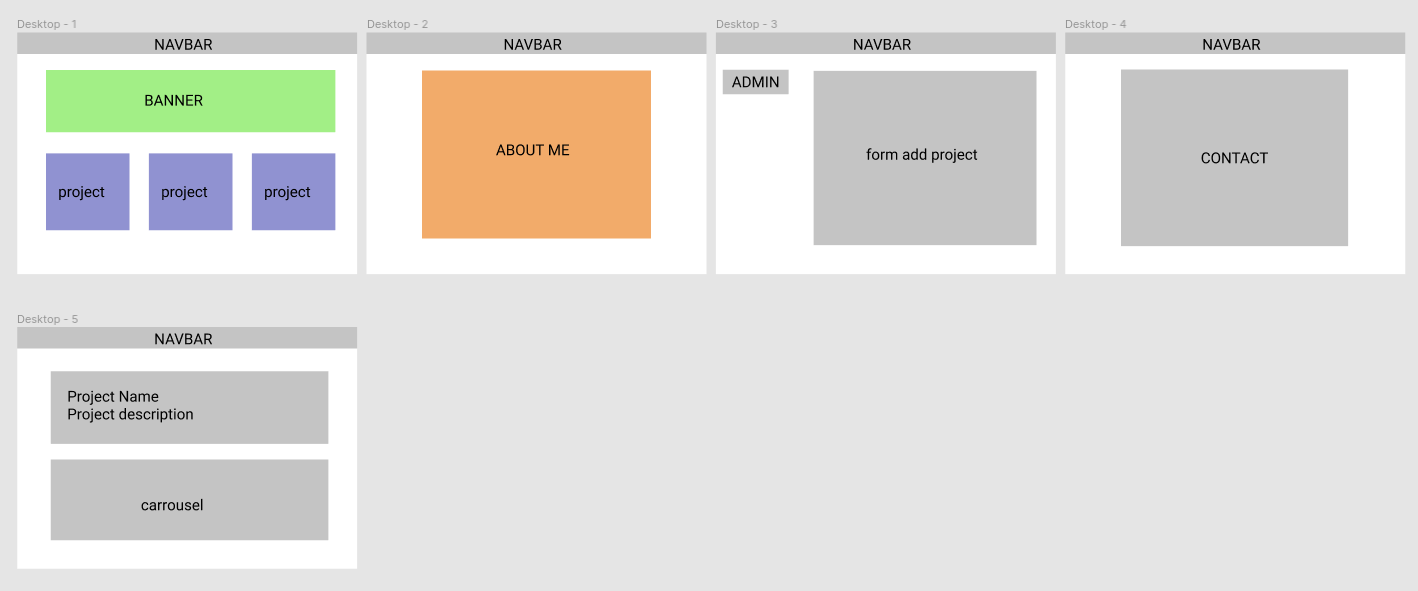 Desktop - 1
NAVBAR
BANNER
project
project
project
Desktop - 2
NAVBAR
ABOUT ME
Desktop - 3
NAVBAR
ADMIN
form add project
Desktop - 4
NAVBAR
CONTACT
Desktop - 5
NAVBAR
Project Name
Project description
carrousel